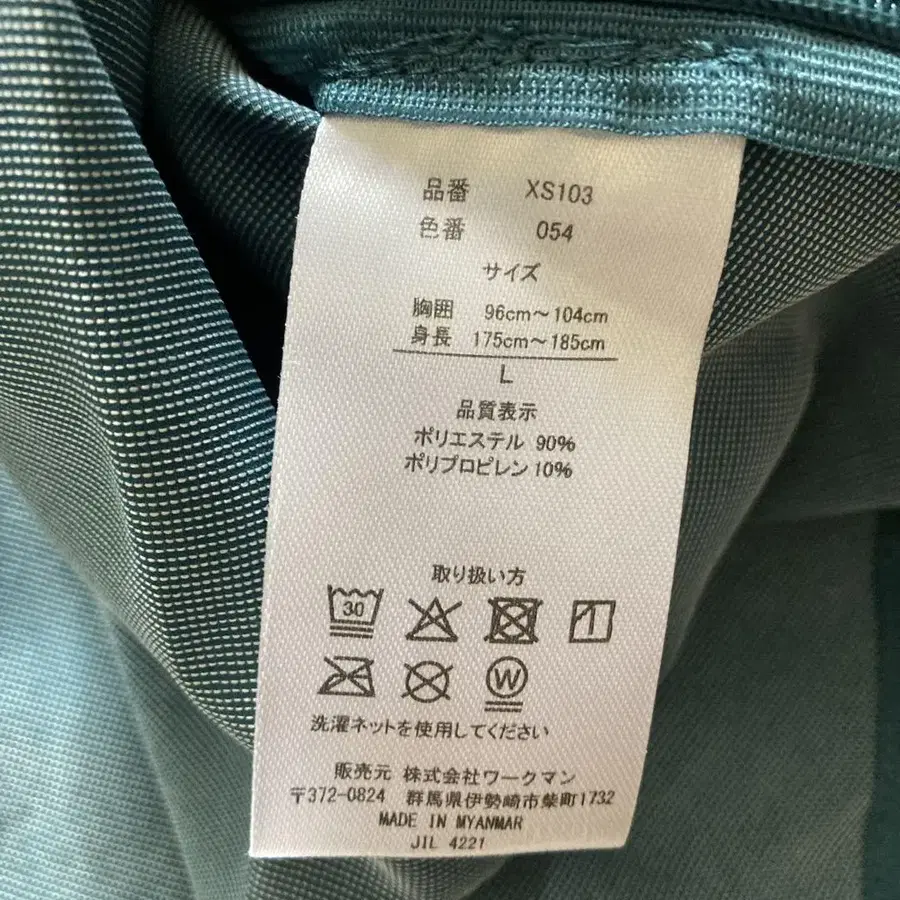 品番 XS103
色番 054
サイズ
胸囲 96cm～104cm
身長 175cm～185cm
L
品質表示
ポリエステル 90%
ポリプロピレン 10%
取り扱い方
30
W
洗濯ネットを使用してください
販売元 株式会社ワークマン
〒372-0824 群馬県伊勢崎市柴町1732
MADE IN MYANMAR
JIL 4221